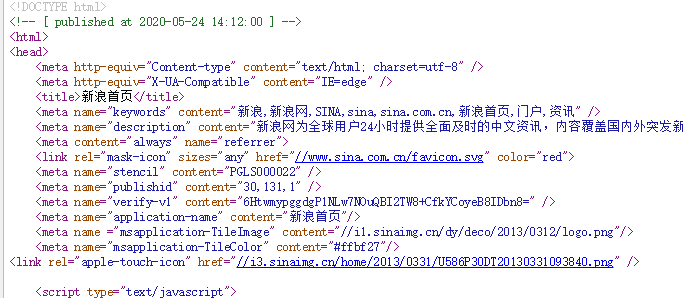 <!DOCTYPE html>
<!-- [ published at 2020-05-24 14:12:00 ] -->
<html>
<head>
<meta http-equiv="Content-type" content="text/html; charset=utf-8" />
<meta http-equiv="X-UA-Compatible" content="IE=edge" />
<title>新浪首页</title>
<meta name="keywords" content="新浪,新浪网,SINA,sina,sina.com.cn,新浪首页,门户,资讯" />
<meta name="description" content="新浪网为全球用户24小时提供全面及时的中文资讯，内容覆盖国内外突发新
<meta content="always" name="referrer">
<link rel="mask-icon" sizes="any" href="//www.sina.com.cn/favicon.svg" color="red">
<meta name="stencil" content="PGLS000022" />
<meta name="publishid" content="30,131,1" />
<meta name="verify-v1" content="6HtwmypggdgP1NLw7NOuQBI2TW8+CfkYCoyeB8IDbn8=" />
<meta name="application-name" content="新浪首页"/>
<meta name ="msapplication-TileImage" content="//i1.sinaimg.cn/dy/deco/2013/0312/logo.png"/>
<meta name="msapplication-TileColor" content="#ffbf27"/>
<link rel="apple-touch-icon" href="//i3.sinaimg.cn/home/2013/0331/U586P30DT20130331093840.png" />
<script type="text/javascript">